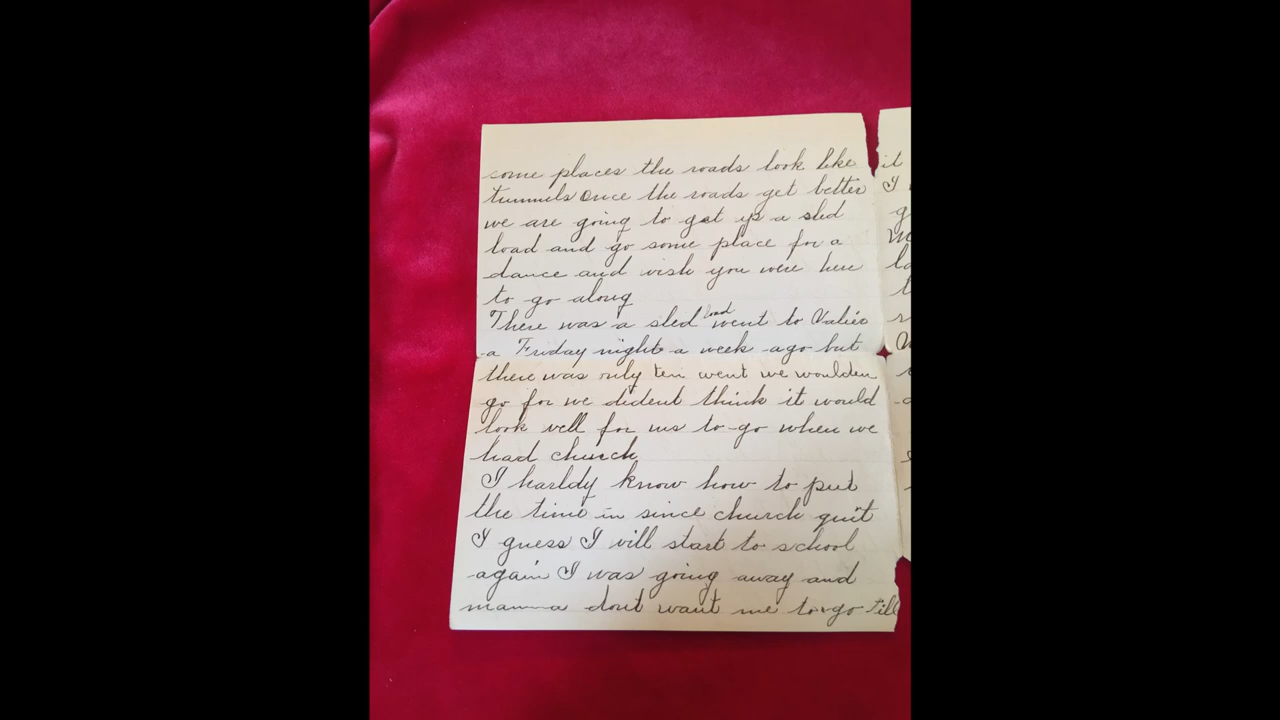 some places the roads look like
tunnels once the roads get better
we are going to get up a sled
load and go some place for a
dance and wish you were here
to go along
There was a sled load went to Valier
a Friday night a week ago but
there was only ten went we woulden
go for we dident think it would
look well for us to go when we
had church
I harldy know how to put
the time in since church quit
I guess I will start to school
again I was going away and
mamma dont want me to go till
it
I